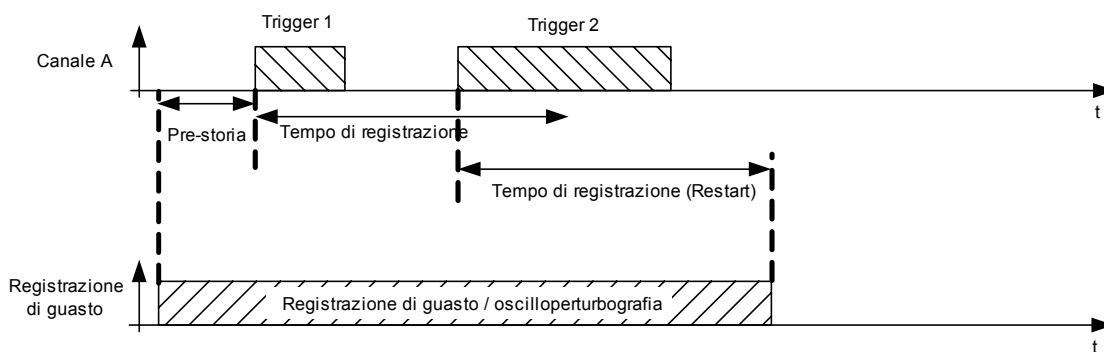 Trigger 1
Trigger 2
Canale A
t
Pre-storia
Tempo di registrazione
Tempo di registrazione (Restart)
Registrazione
di guasto
Registrazione di guasto / oscilloperturbografia
t